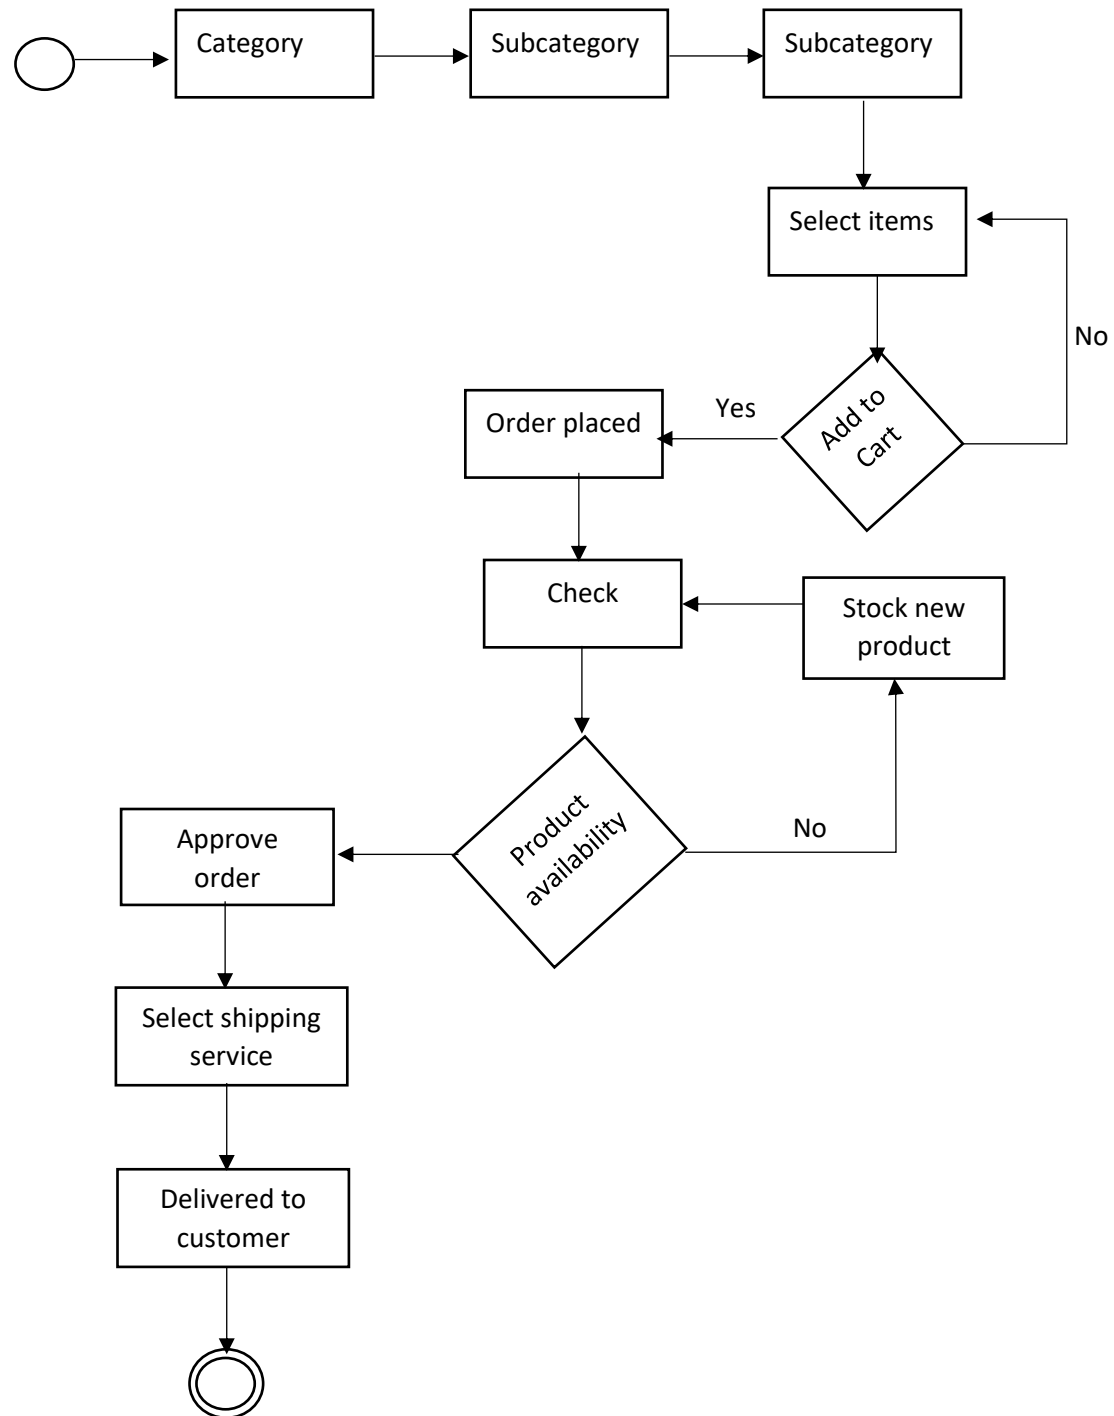 Category
Subcategory
Subcategory
Select items
No
Add to
Cart
Yes
Order placed
Check
Stock new
product
Product
availability
No
Approve
order
Select shipping
service
Delivered to
customer